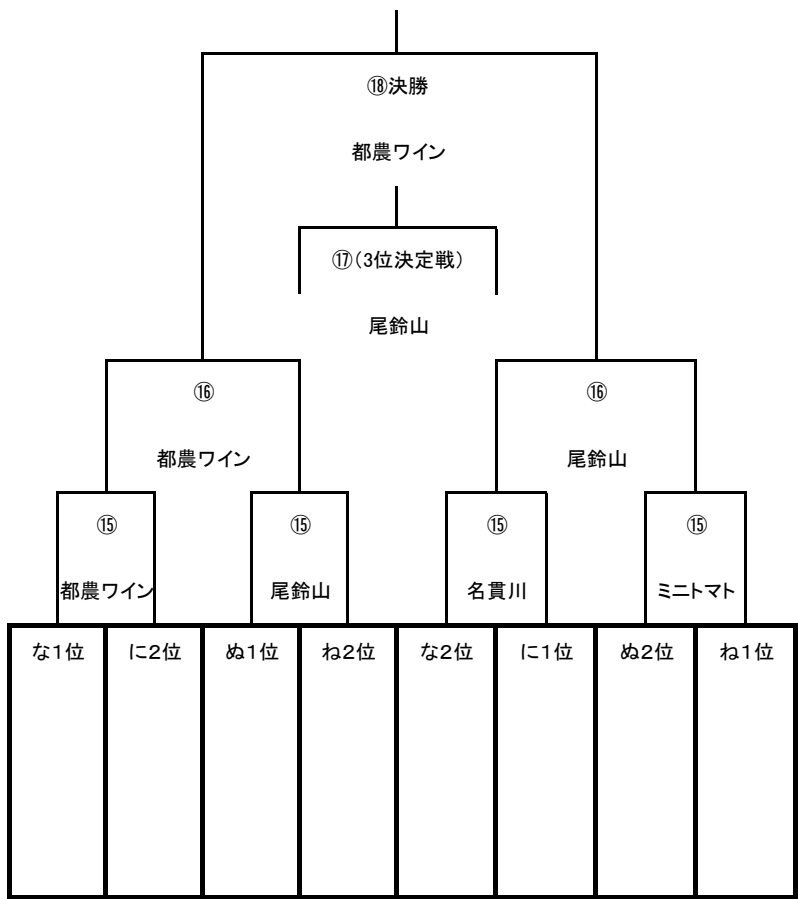 ⑱決勝
都農ワイン
⑰（3位決定戦）
尾鈴山
⑯
⑯
都農ワイン
尾鈴山
⑮
⑮
⑮
⑮
都農ワイン
尾鈴山
名貫川
ミニトマト
な１位
に２位
ぬ１位
ね２位
な２位
に１位
ぬ２位
ね１位